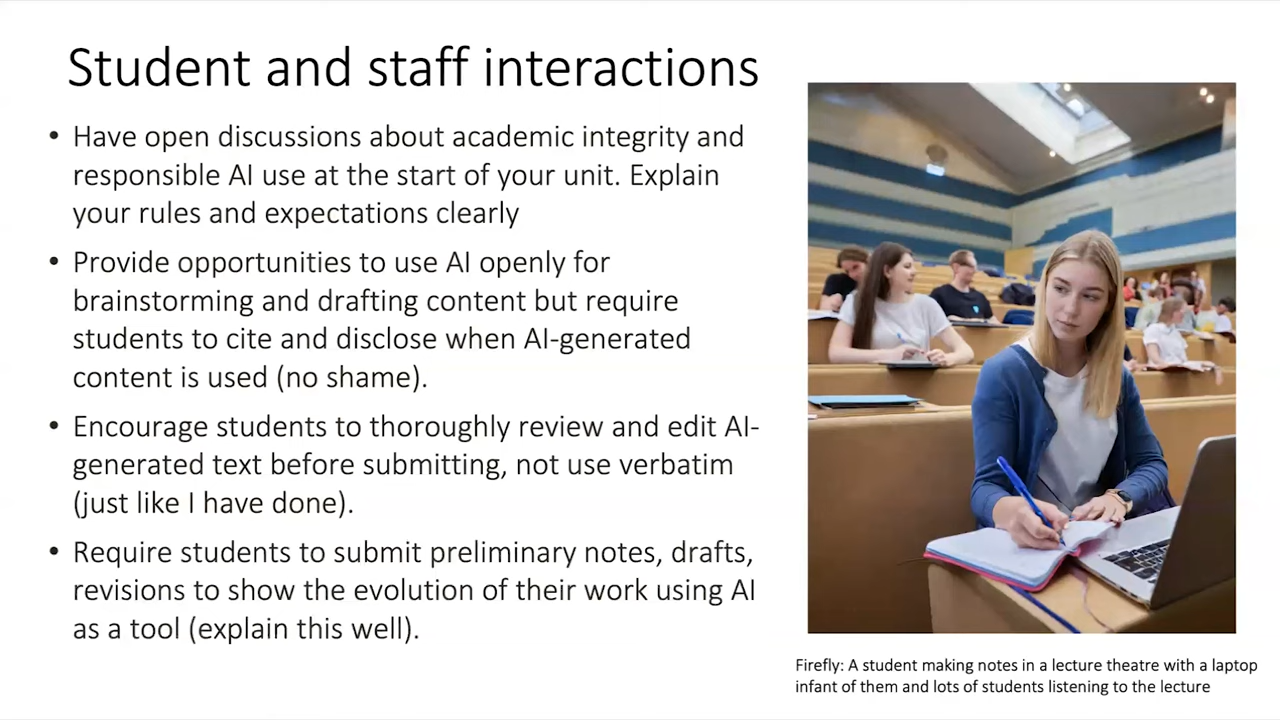 Student and staff interactions
• Have open discussions about academic integrity and
responsible AI use at the start of your unit. Explain
your rules and expectations clearly
• Provide opportunities to use AI openly for
brainstorming and drafting content but require
students to cite and disclose when AI-generated
content is used (no shame).
• Encourage students to thoroughly review and edit AI-
generated text before submitting, not use verbatim
(just like I have done).
• Require students to submit preliminary notes, drafts,
revisions to show the evolution of their work using AI
as a tool (explain this well).
Firefly: A student making notes in a lecture theatre with a laptop
infant of them and lots of students listening to the lecture